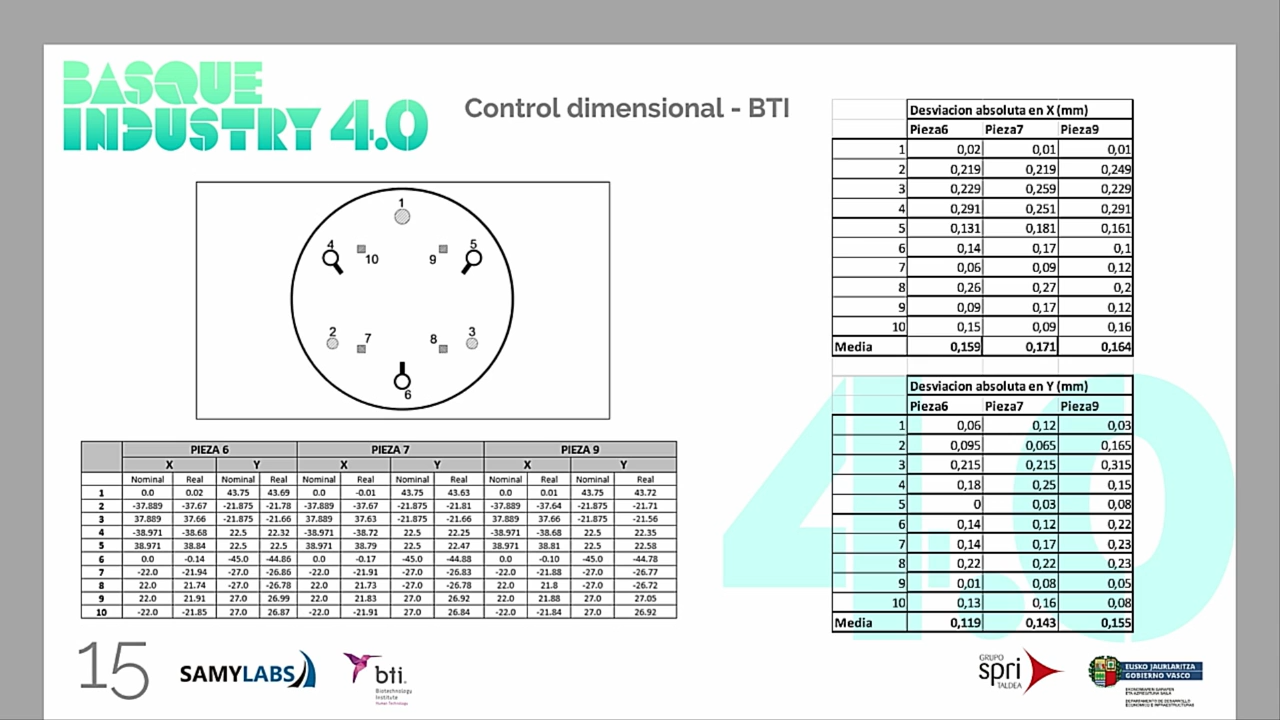 BASQUE
INDUSTRY 4.0
Control dimensional - BTI
1
4
5
10
9
2
7
8
3
6
PIEZA 6 PIEZA 7 PIEZA 9
X Y X Y X Y
Nominal Real Nominal Real Nominal Real Nominal Real Nominal Real Nominal Real
1 0.0 0.02 43.75 43.69 0.0 -0.01 43.75 43.63 0.0 0.01 43.75 43.72
2 -37.889 -37.67 -21.875 -21.78 -37.889 -37.67 -21.875 -21.81 -37.889 -37.64 -21.875 -21.71
3 37.889 37.66 -21.875 -21.66 37.889 37.63 -21.875 -21.66 37.889 37.66 -21.875 -21.56
4 -38.971 -38.68 22.5 22.32 -38.971 -38.72 22.5 22.25 -38.971 -38.68 22.5 22.35
5 38.971 38.84 22.5 22.5 38.971 38.79 22.5 22.47 38.971 38.81 22.5 22.58
6 0.0 -0.14 -45.0 -44.86 0.0 -0.17 -45.0 -44.88 0.0 -0.10 -45.0 -44.78
7 -22.0 -21.94 -27.0 -26.86 -22.0 -21.91 -27.0 -26.83 -22.0 -21.88 -27.0 -26.77
8 22.0 21.74 -27.0 -26.78 22.0 21.73 -27.0 -26.78 22.0 21.8 -27.0 -26.72
9 22.0 21.91 27.0 26.99 22.0 21.83 27.0 26.92 22.0 21.88 27.0 27.05
10 -22.0 -21.85 27.0 26.87 -22.0 -21.91 27.0 26.84 -22.0 -21.84 27.0 26.92
Desviacion absoluta en X (mm)
Pieza6 Pieza7 Pieza9
1 0,02 0,01 0,01
2 0,219 0,219 0,249
3 0,229 0,259 0,229
4 0,291 0,251 0,291
5 0,131 0,181 0,161
6 0,14 0,17 0,1
7 0,06 0,09 0,12
8 0,26 0,27 0,2
9 0,09 0,17 0,12
10 0,15 0,09 0,16
Media 0,159 0,171 0,164
Desviacion absoluta en Y (mm)
Pieza6 Pieza7 Pieza9
1 0,06 0,12 0,03
2 0,095 0,065 0,165
3 0,215 0,215 0,315
4 0,18 0,25 0,15
5 0 0,03 0,08
6 0,14 0,12 0,22
7 0,14 0,17 0,23
8 0,22 0,22 0,23
9 0,01 0,08 0,05
10 0,13 0,16 0,08
Media 0,119 0,143 0,155
4.0
15
SAMYLABS
bti.
Biotechnology
Institute
Human Technology
GRUPO
spri
TALDEA
EUSKO JAURLARITZA
GOBIERNO VASCO
EKONOMIAREN GARAPEN
ETA AZPIEGITURA SAILA
DEPARTAMENTO DE DESARROLLO
ECONÓMICO E INFRAESTRUCTURAS